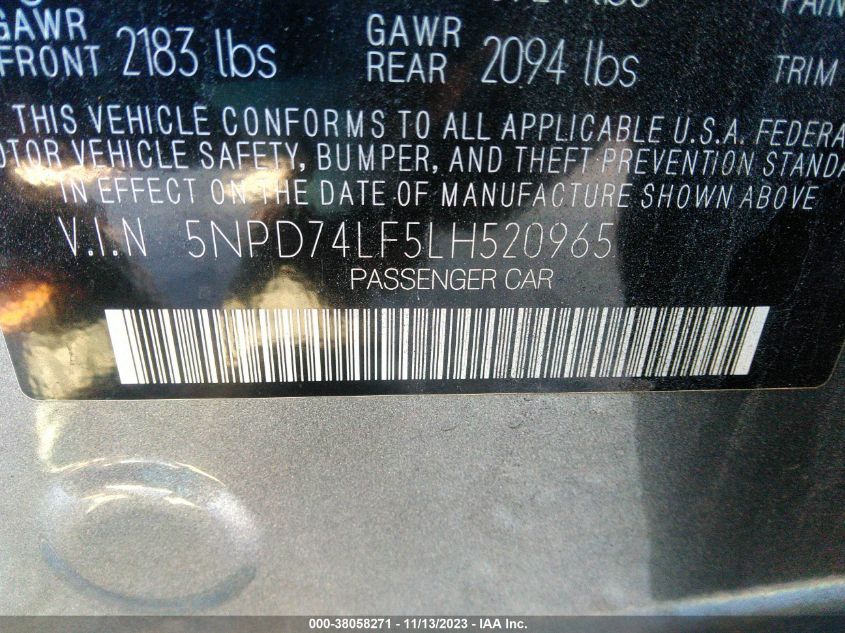 GAWR FRONT 2183 lbs GAWR REAR 2094 lbs TRIM
THIS VEHICLE CONFORMS TO ALL APPLICABLE U.S.A. FEDERA
OTOR VEHICLE SAFETY, BUMPER, AND THEFT PREVENTION STANDA
IN EFFECT ON THE DATE OF MANUFACTURE SHOWN ABOVE
V.I.N 5NPD74LF5LH520965
PASSENGER CAR
000-38058271 - 11/13/2023 - IAA Inc.